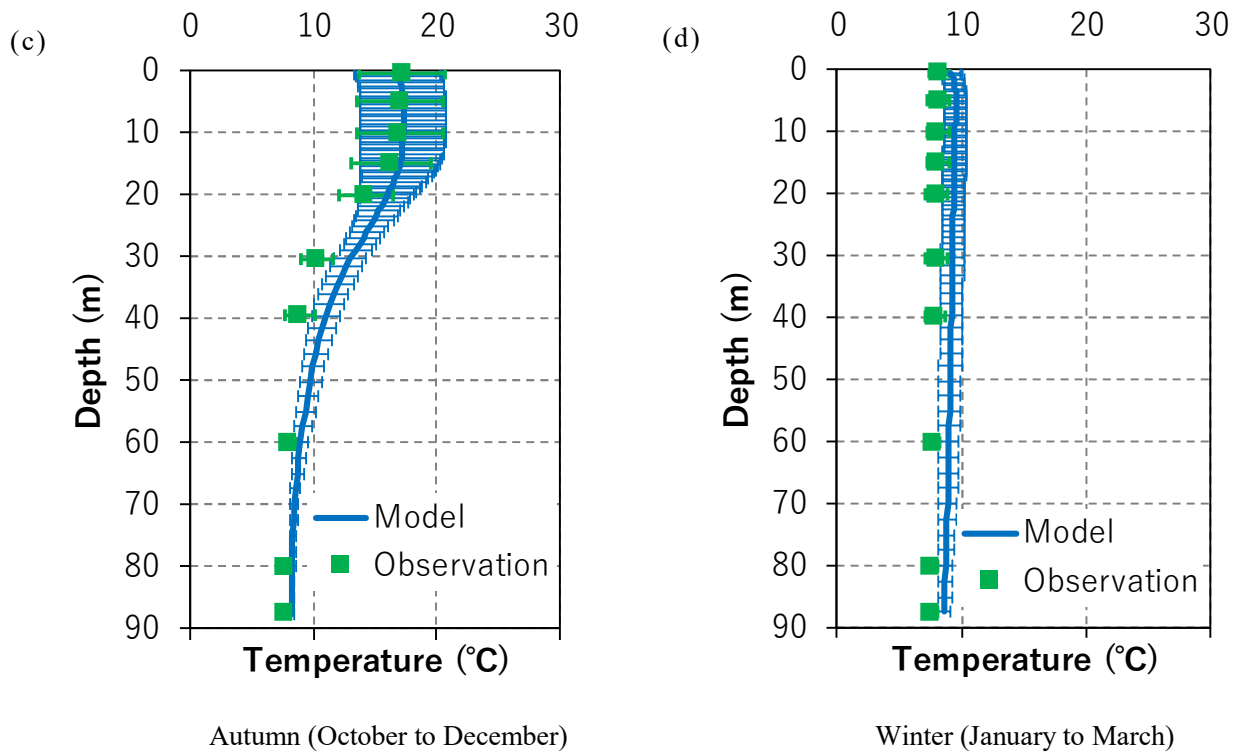 (c)
0 10 20 30
0
10
20
30
40
50
60
70
80
90
Depth (m)
Model
Observation
Temperature (℃)
Autumn (October to December)
(d)
0 10 20 30
0
10
20
30
40
50
60
70
80
90
Depth (m)
Model
Observation
Temperature (℃)
Winter (January to March)